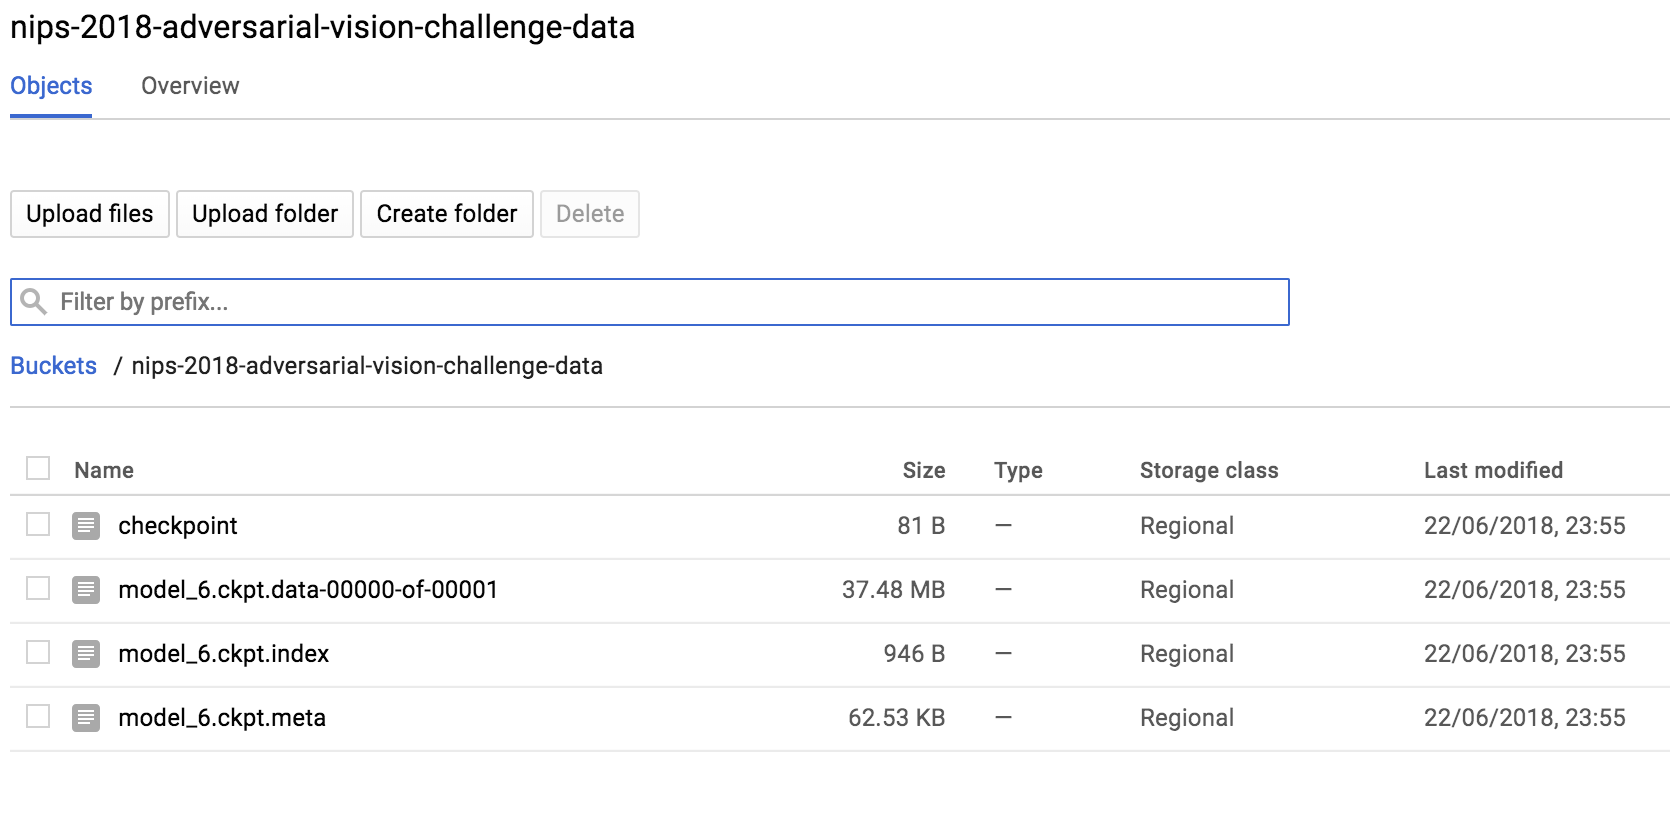 nips-2018-adversarial-vision-challenge-data
Objects Overview
Upload files Upload folder Create folder Delete
Filter by prefix...
Buckets / nips-2018-adversarial-vision-challenge-data
Name Size Type Storage class Last modified
checkpoint 81 B — Regional 22/06/2018, 23:55
model_6.ckpt.data-00000-of-00001 37.48 MB — Regional 22/06/2018, 23:55
model_6.ckpt.index 946 B — Regional 22/06/2018, 23:55
model_6.ckpt.meta 62.53 KB — Regional 22/06/2018, 23:55